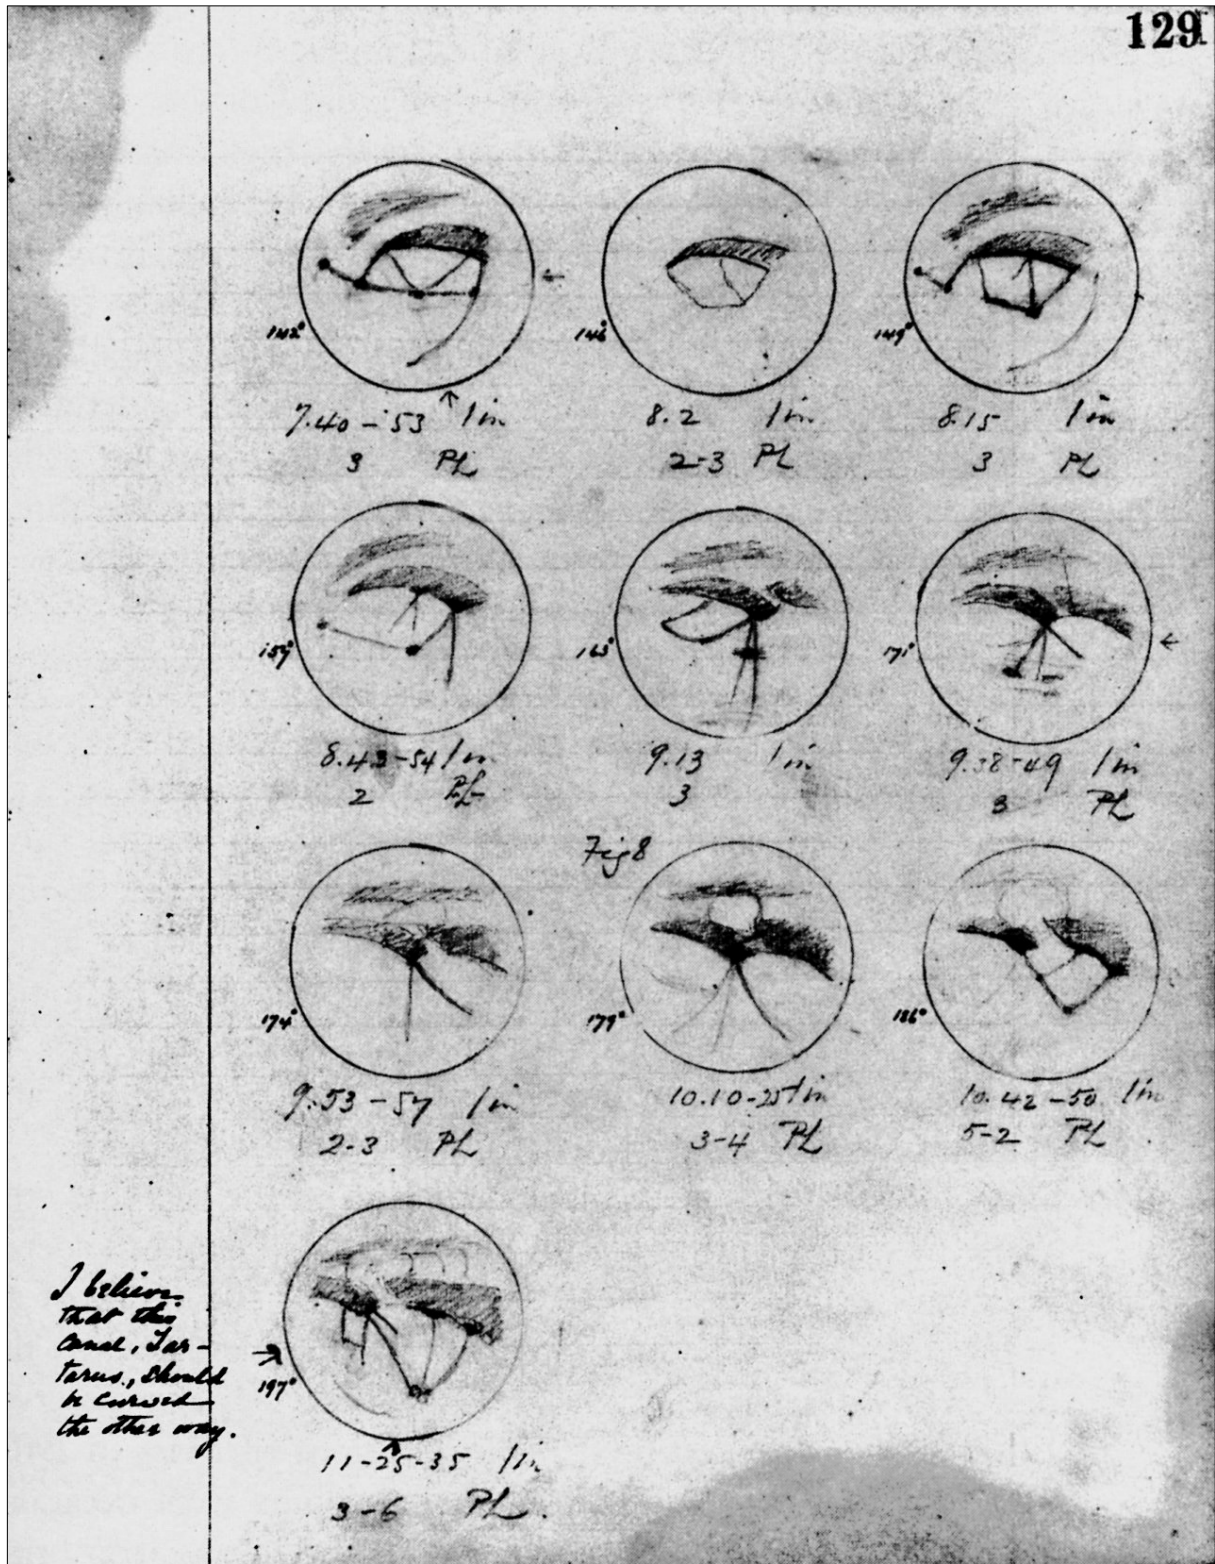 129
142° 146° 149°
7.40 - 53 1 in 8.2 1 in 8.15 1 in
3 PL 2-3 PL 3 PL
159° 163° 171°
8.43-54 1 in 9.13 1 in 9.38-49 1 in
2 PL 3 3 PL
Fig 8
174° 179° 186°
9.53-57 1 in 10.10-25 1 in 10.42-50 1 in
2-3 PL 3-4 PL 5-2 PL
I believe
that this
canal, Tar-
tarus, should
be curved
the other way.
197°
11-25-35 1 in
3-6 PL.